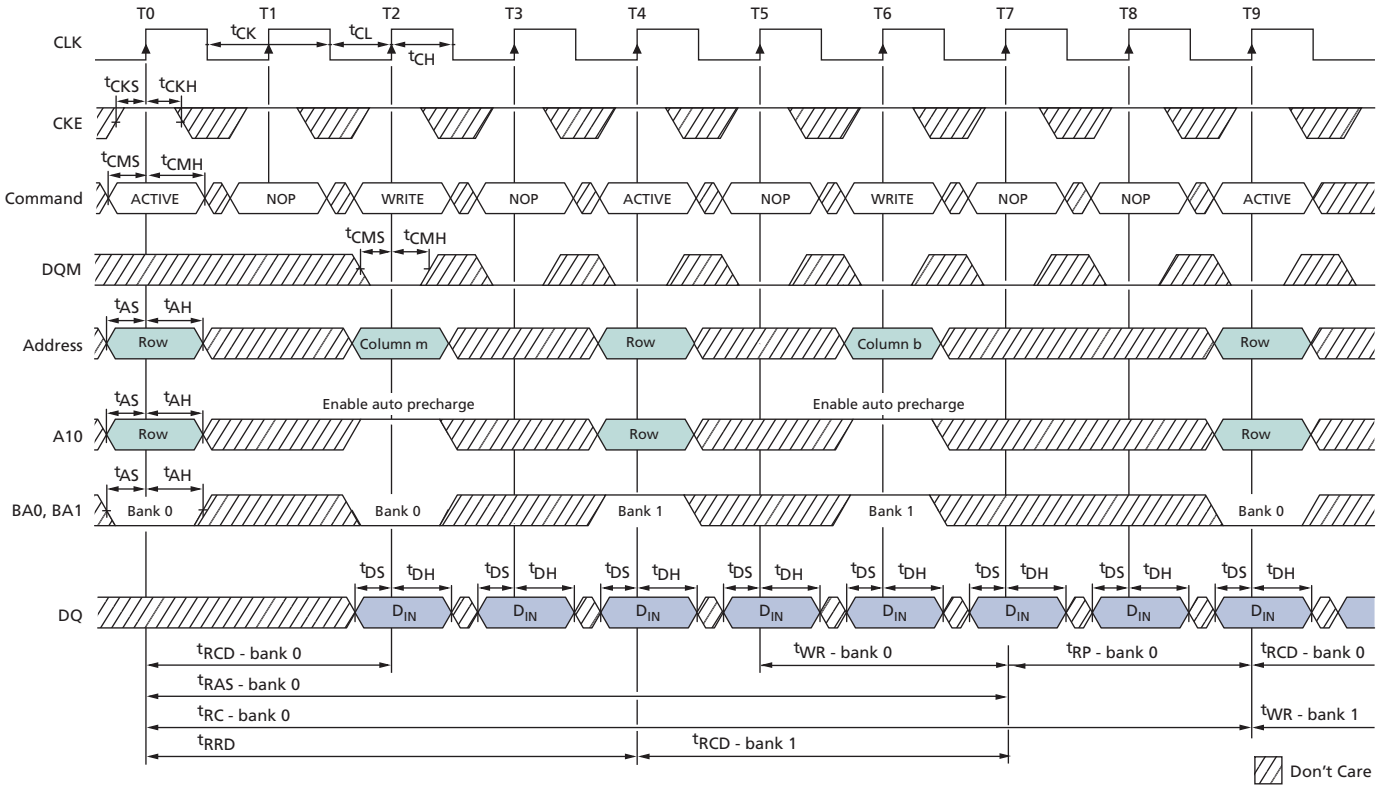 T0 T1 T2 T3 T4 T5 T6 T7 T8 T9
CLK
tCK tCL
tCH
tCKS tCKH
CKE
tCMS tCMH
Command ACTIVE NOP WRITE NOP ACTIVE NOP WRITE NOP NOP ACTIVE
tCMS tCMH
DQM
tAS tAH
Address Row Column m Row Column b Row
tAS tAH Enable auto precharge Enable auto precharge
A10 Row Row Row
tAS tAH
BA0, BA1 Bank 0 Bank 0 Bank 1 Bank 1 Bank 0
tDS tDH tDS tDH tDS tDH tDS tDH tDS tDH tDS tDH tDS tDH tDS tDH
DQ DIN DIN DIN DIN DIN DIN DIN DIN
tRCD - bank 0 tWR - bank 0 tRP - bank 0 tRCD - bank 0
tRAS - bank 0
tRC - bank 0 tWR - bank 1
tRRD tRCD - bank 1
Don't Care